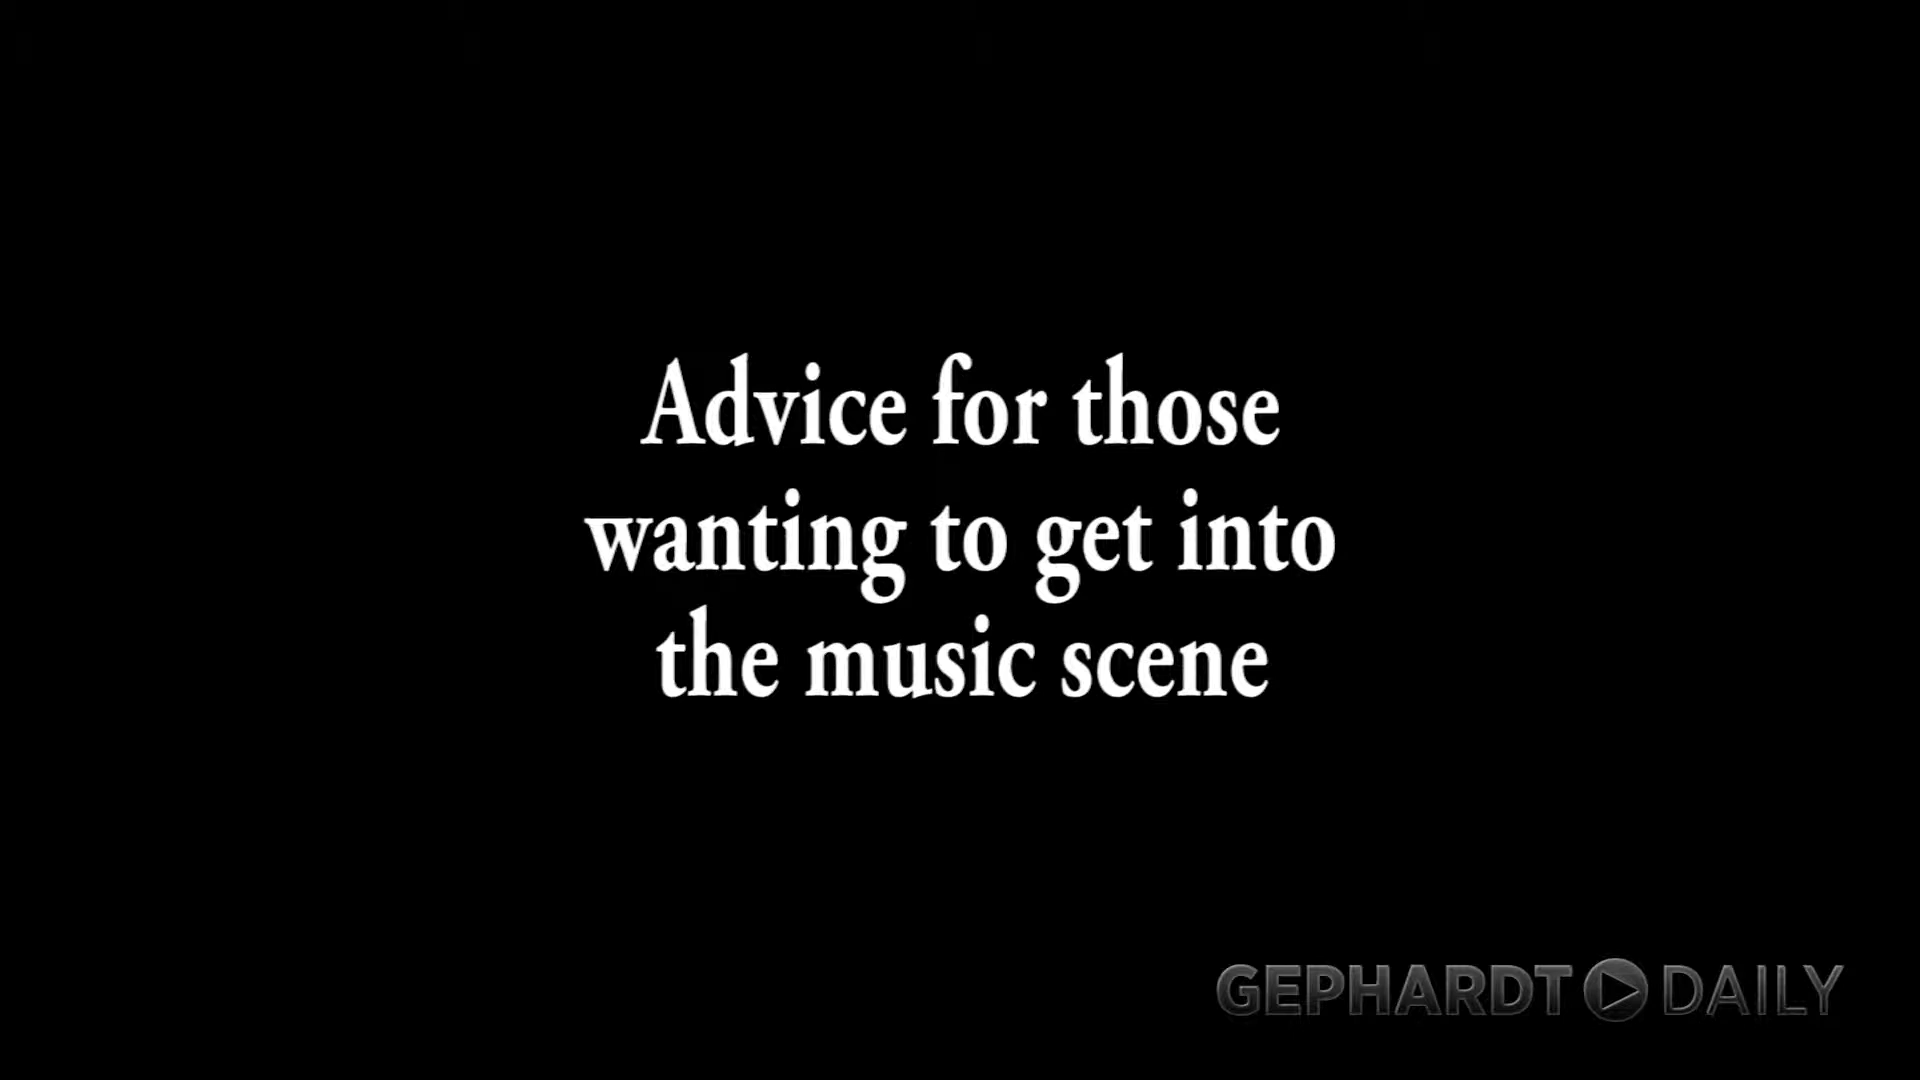 Advice for those
wanting to get into
the music scene
GEPHARDT DAILY